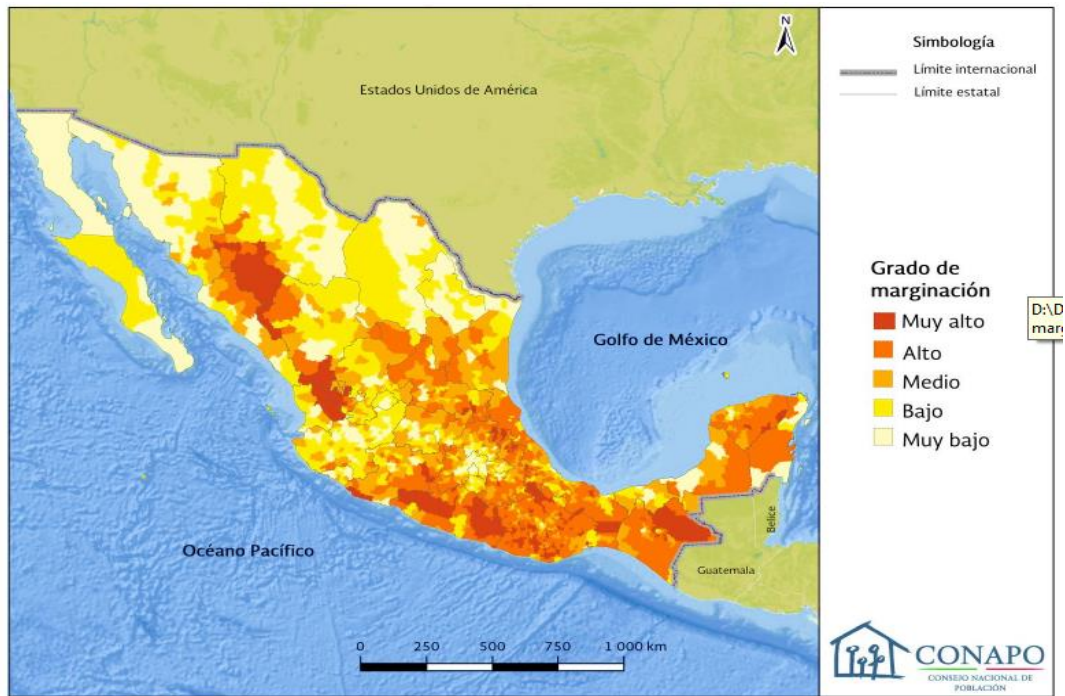 N
Estados Unidos de América
Golfo de México
Océano Pacífico
Belice
Guatemala
0 250 500 750 1 000 km
Simbología
Límite internacional
Límite estatal
Grado de
marginación
Muy alto
Alto
Medio
Bajo
Muy bajo
D:\D
marg
CONAPO
CONSEJO NACIONAL DE
POBLACIÓN